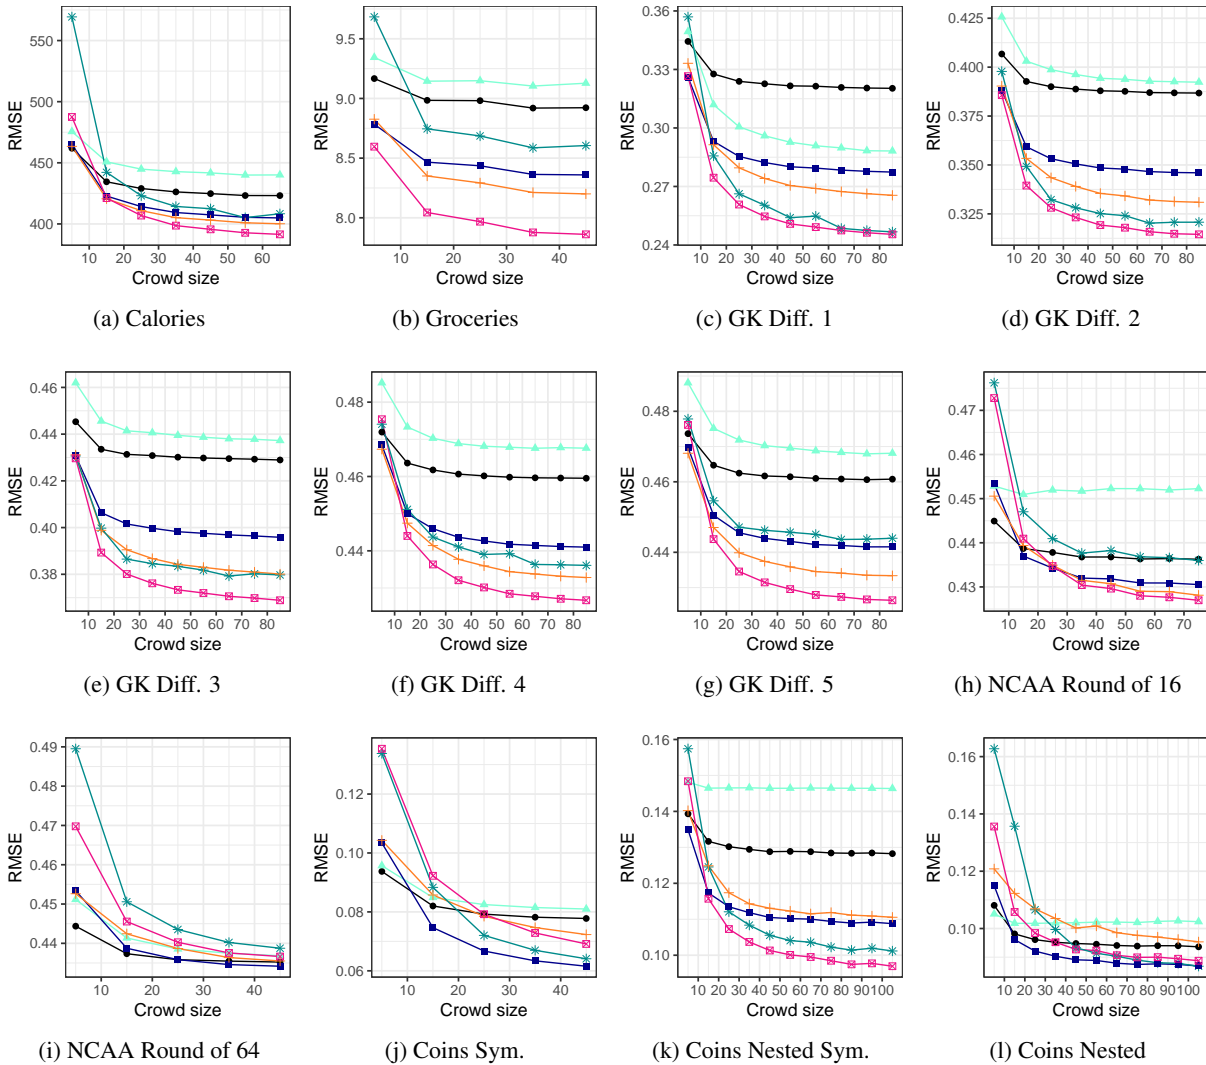 RMSE
550
500
450
400
10 20 30 40 50 60
Crowd size
(a) Calories
RMSE
9.5
9.0
8.5
8.0
10 20 30 40
Crowd size
(b) Groceries
RMSE
0.36
0.33
0.30
0.27
0.24
10 20 30 40 50 60 70 80
Crowd size
(c) GK Diff. 1
RMSE
0.425
0.400
0.375
0.350
0.325
10 20 30 40 50 60 70 80
Crowd size
(d) GK Diff. 2
RMSE
0.46
0.44
0.42
0.40
0.38
10 20 30 40 50 60 70 80
Crowd size
(e) GK Diff. 3
RMSE
0.48
0.46
0.44
10 20 30 40 50 60 70 80
Crowd size
(f) GK Diff. 4
RMSE
0.48
0.46
0.44
10 20 30 40 50 60 70 80
Crowd size
(g) GK Diff. 5
RMSE
0.47
0.45
0.43
10 20 30 40 50 60 70
Crowd size
(h) NCAA Round of 16
RMSE
0.49
0.48
0.47
0.46
0.45
0.44
10 20 30 40
Crowd size
(i) NCAA Round of 64
RMSE
0.12
0.10
0.08
0.06
10 20 30 40
Crowd size
(j) Coins Sym.
RMSE
0.16
0.14
0.12
0.10
10 20 30 40 50 60 70 80 90100
Crowd size
(k) Coins Nested Sym.
RMSE
0.16
0.14
0.12
0.10
10 20 30 40 50 60 70 80 90100
Crowd size
(l) Coins Nested